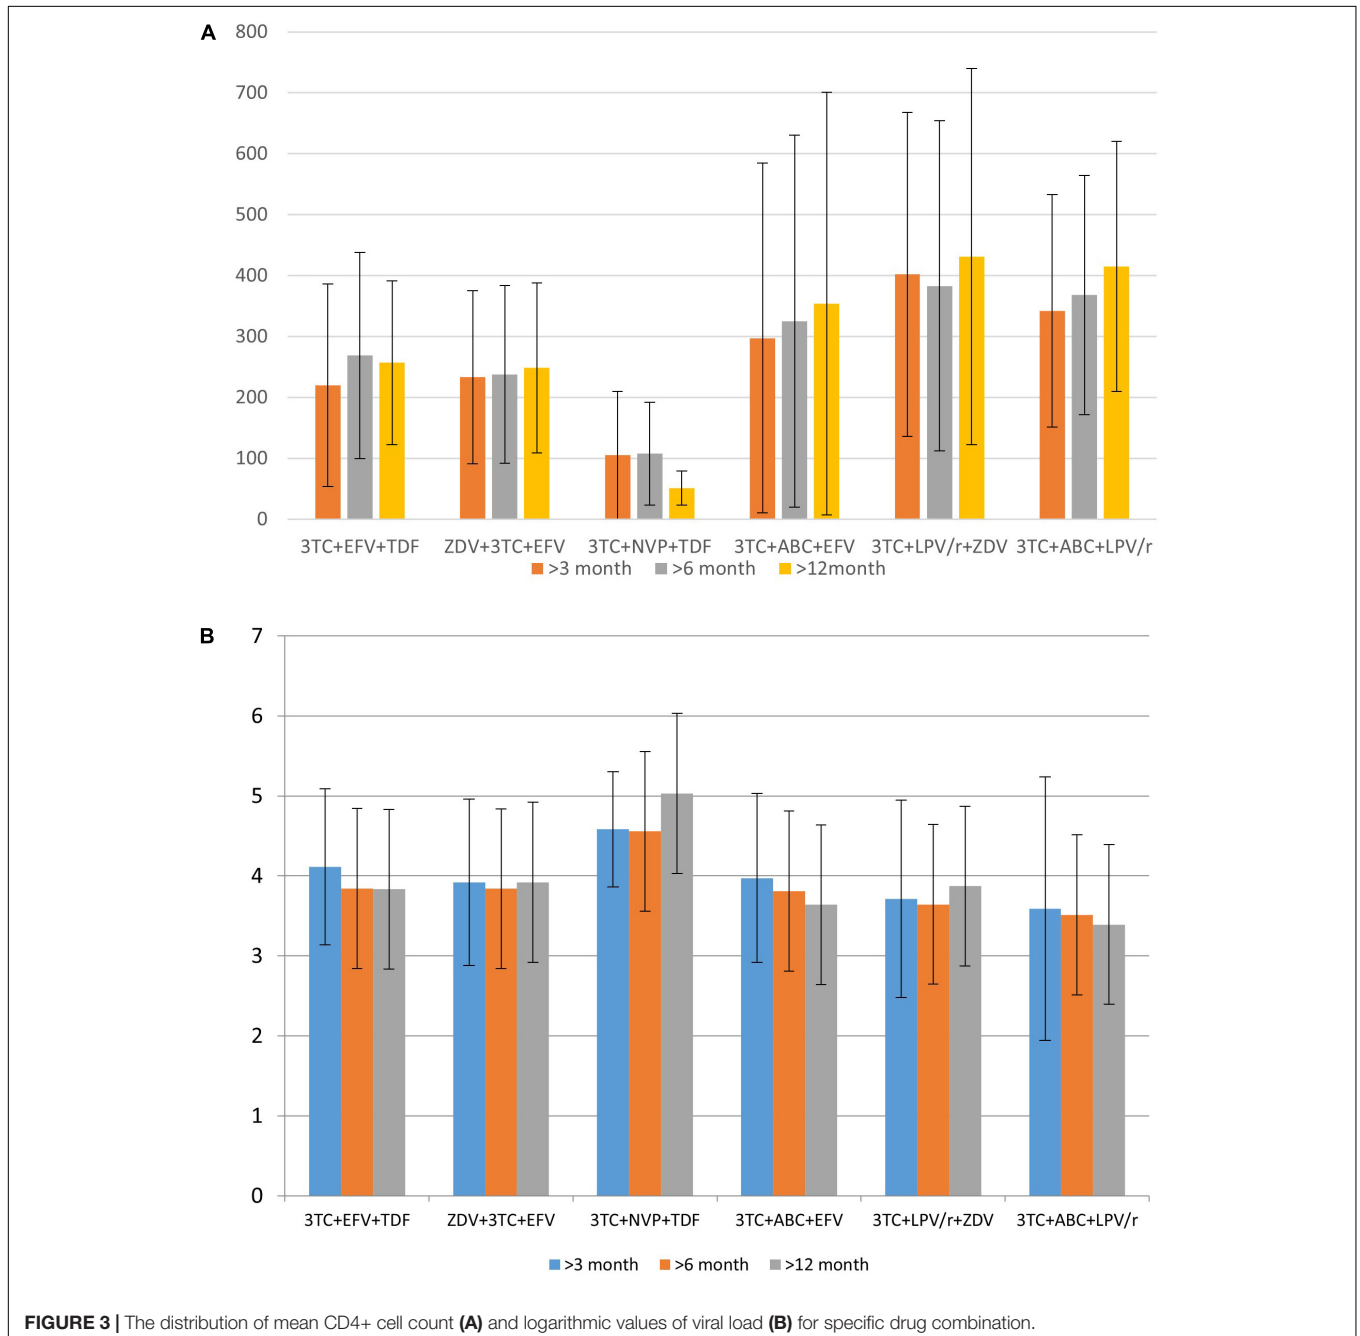 A
800
700
600
500
400
300
200
100
0
3TC+EFV+TDF ZDV+3TC+EFV 3TC+NVP+TDF 3TC+ABC+EFV 3TC+LPV/r+ZDV 3TC+ABC+LPV/r
>3 month >6 month >12month
B
7
6
5
4
3
2
1
0
3TC+EFV+TDF ZDV+3TC+EFV 3TC+NVP+TDF 3TC+ABC+EFV 3TC+LPV/r+ZDV 3TC+ABC+LPV/r
>3 month >6 month >12 month
FIGURE 3 | The distribution of mean CD4+ cell count (A) and logarithmic values of viral load (B) for specific drug combination.